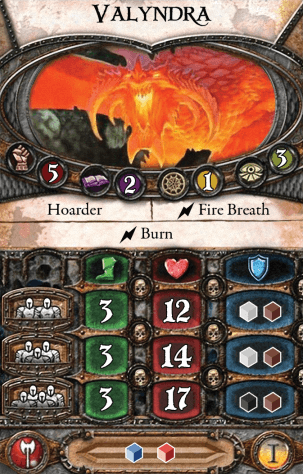 VALYNDRA
5 2 1 3
Hoarder Fire Breath
Burn
3 12
3 14
3 17
I